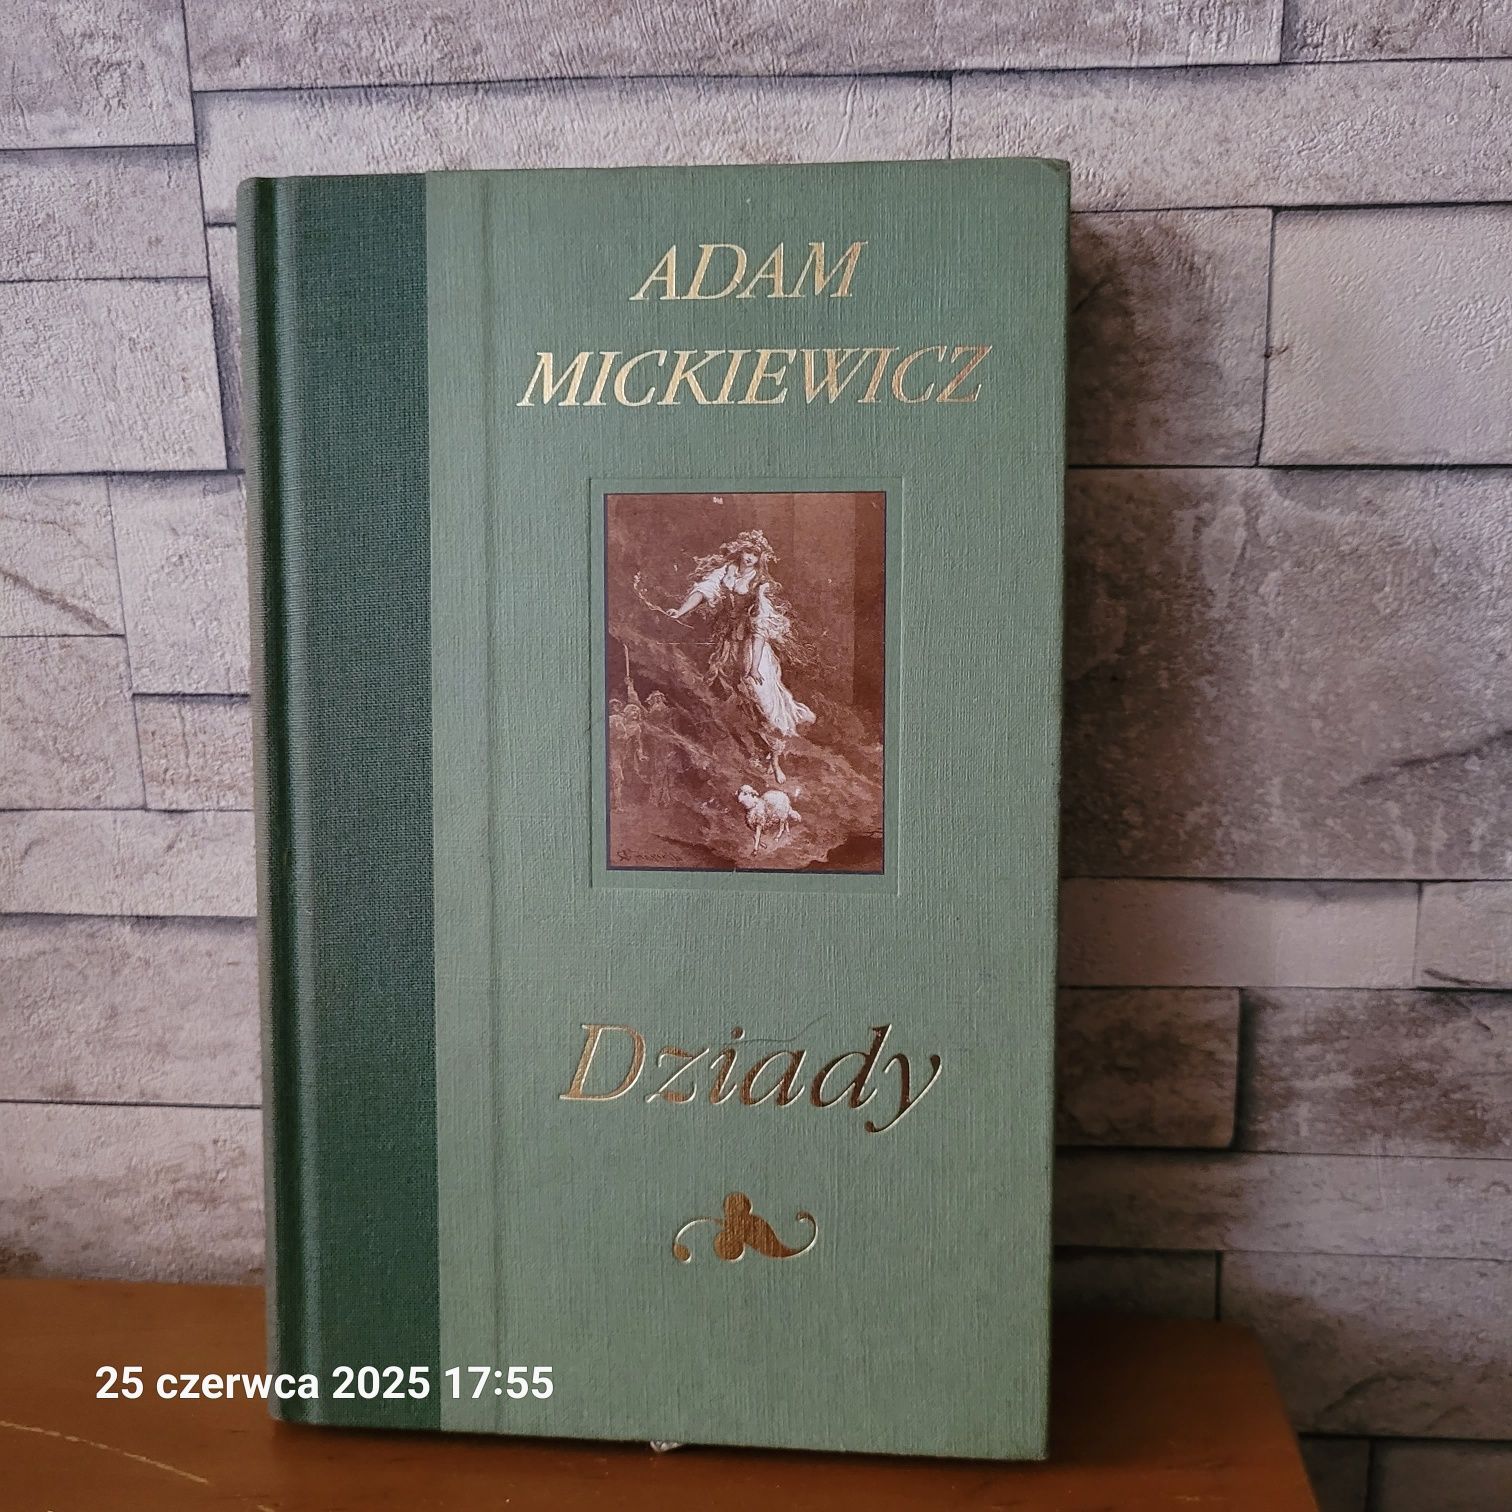 ADAM
MICKIEWICZ
Dziady
25 czerwca 2025 17:55